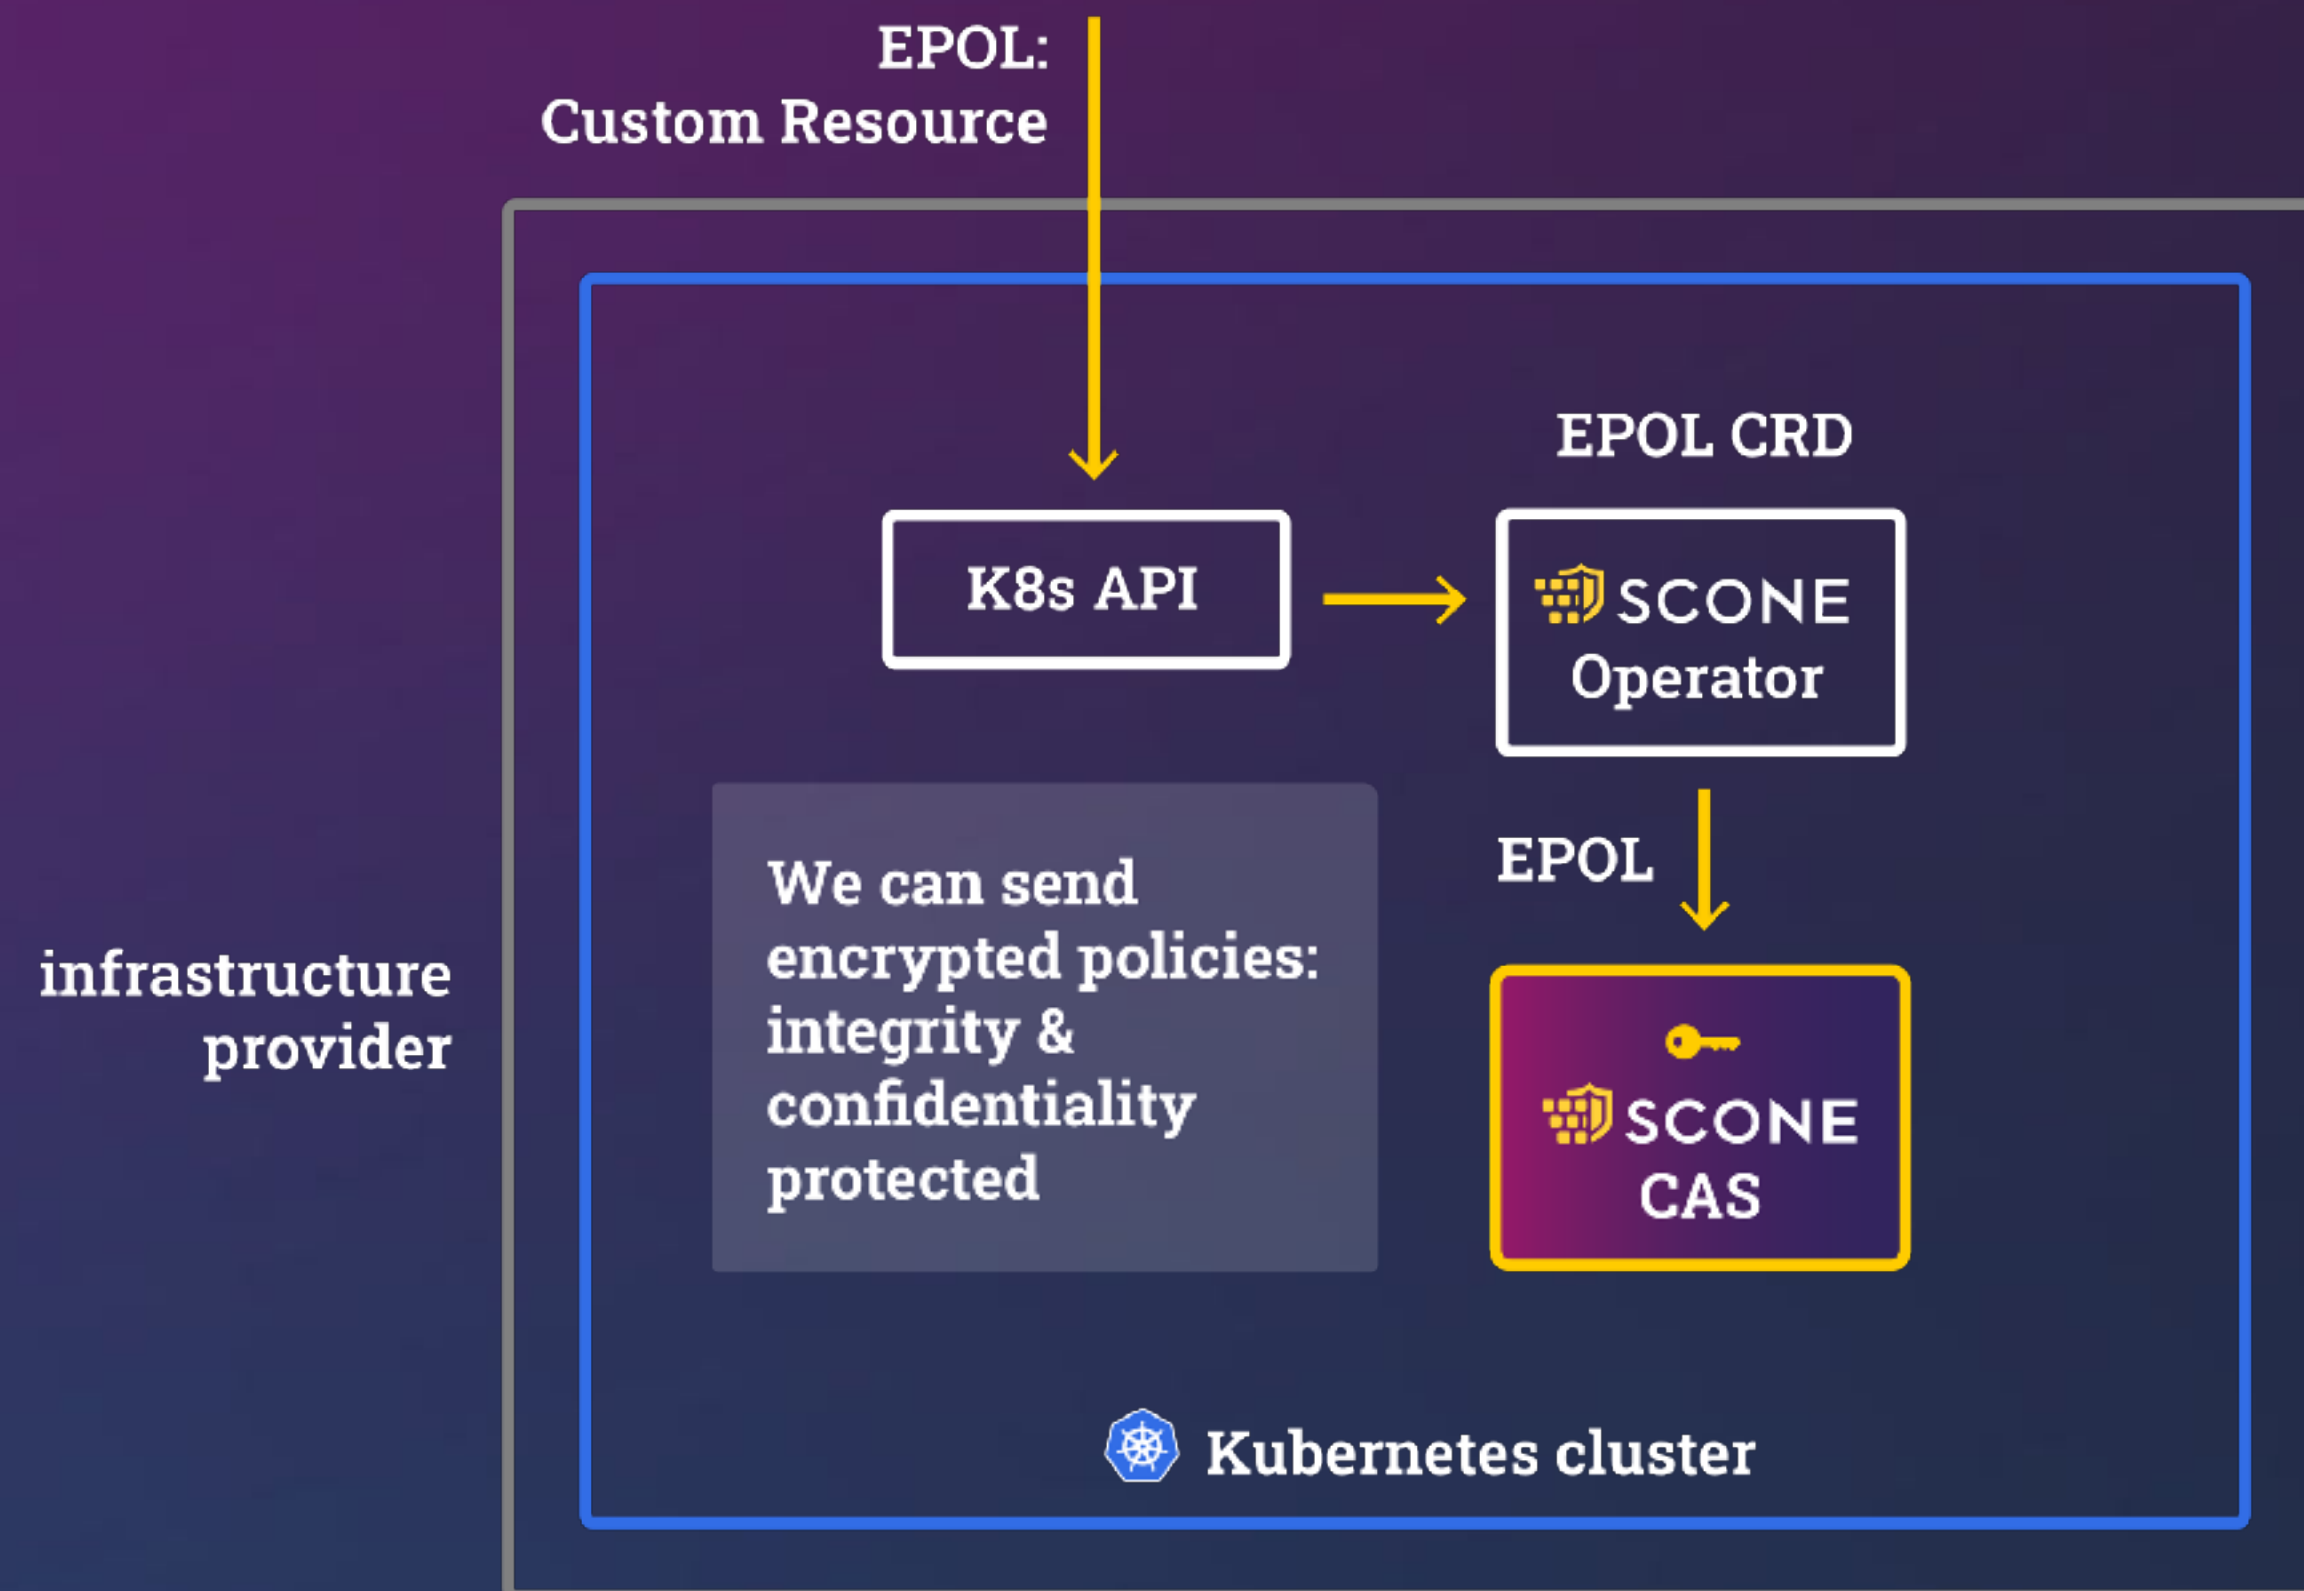 EPOL:
Custom Resource
EPOL CRD
K8s API
SCONE
Operator
We can send
encrypted policies:
integrity &
confidentiality
protected
EPOL
SCONE
CAS
infrastructure
provider
Kubernetes cluster